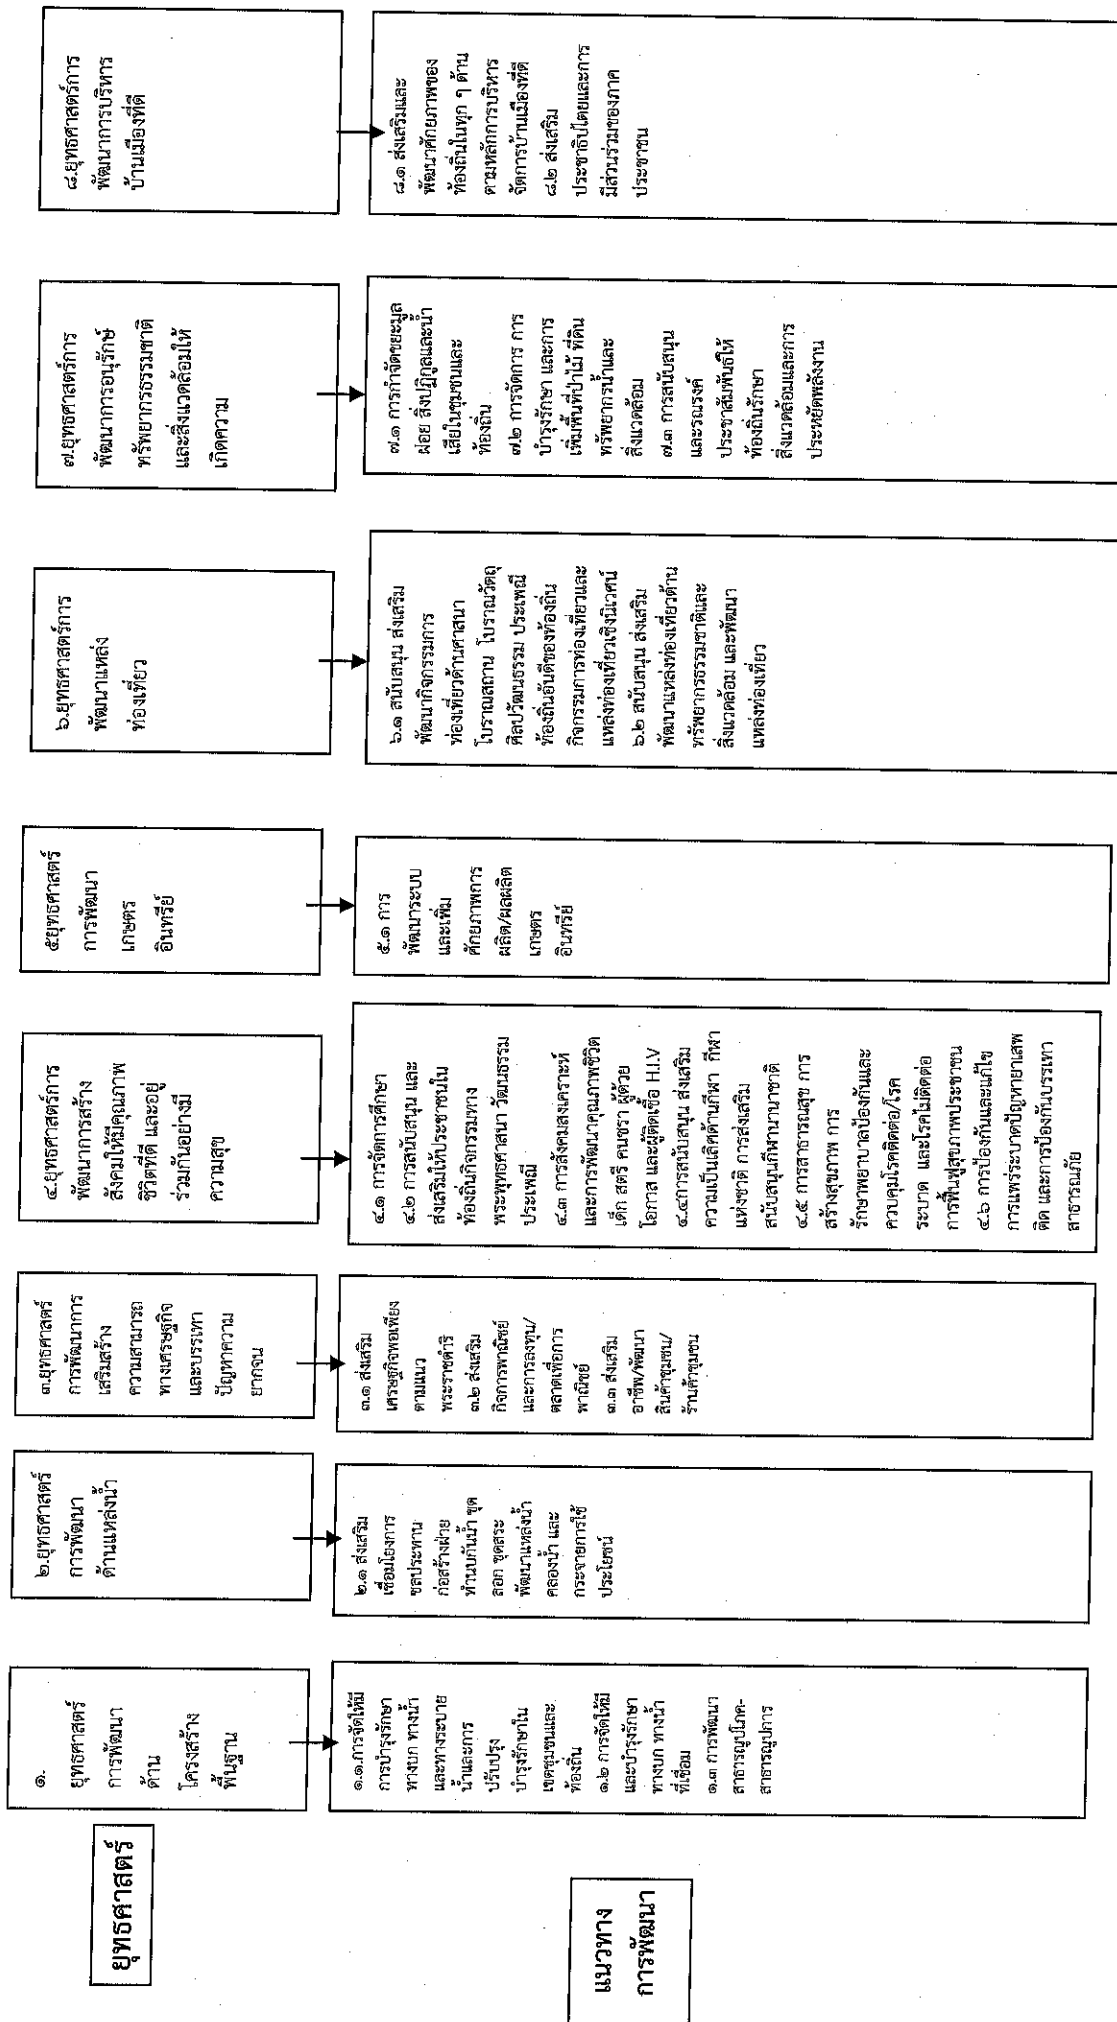 ยุทธศาสตร์
๑.
ยุทธศาสตร์
การพัฒนา
ด้าน
โครงสร้าง
พื้นฐาน
๒.ยุทธศาสตร์
การพัฒนา
ด้านแหล่งน้ำ
๓.ยุทธศาสตร์
การพัฒนาการ
เสริมสร้าง
ความสามารถ
ทางเศรษฐกิจ
และบรรเทา
ปัญหาความ
ยากจน
๔.ยุทธศาสตร์การ
พัฒนาการสร้าง
สังคมให้มีคุณภาพ
ชีวิตที่ดี และอยู่
ร่วมกันอย่างมี
ความสุข
๕ยุทธศาสตร์
การพัฒนา
เกษตร
อินทรีย์
๖.ยุทธศาสตร์การ
พัฒนาแหล่ง
ท่องเที่ยว
๗.ยุทธศาสตร์การ
พัฒนาการอนุรักษ์
ทรัพยากรธรรมชาติ
และสิ่งแวดล้อมให้
เกิดความ
๘.ยุทธศาสตร์การ
พัฒนาการบริหาร
บ้านเมืองที่ดี
แนวทาง
การพัฒนา
๑.๑.การจัดให้มี
การบำรุงรักษา
ทางบก ทางน้ำ
และทางระบาย
น้ำและการ
ปรับปรุง
บำรุงรักษาใน
เขตชุมชนและ
ท้องถิ่น
๑.๒ การจัดให้มี
และบำรุงรักษา
ทางบก ทางน้ำ
ที่เชื่อม
๑.๓ การพัฒนา
สาธารณูปโภค-
สาธารณูปการ
๒.๑ ส่งเสริม
เชื่อมโยงการ
ชลประทาน
ก่อสร้างฝาย
ทำนบกั้นน้ำ ขุด
ลอก ขุดสระ
พัฒนาแหล่งน้ำ
คลองน้ำ และ
กระจายการใช้
ประโยชน์
๓.๑ ส่งเสริม
เศรษฐกิจพอเพียง
ตามแนว
พระราชดำริ
๓.๒ ส่งเสริม
กิจการพาณิชย์
และการลงทุน/
ตลาดเพื่อการ
พาณิชย์
๓.๓ ส่งเสริม
อาชีพ/พัฒนา
สินค้าชุมชน/
ร้านค้าชุมชน
๔.๑ การจัดการศึกษา
๔.๒ การสนับสนุน และ
ส่งเสริมให้ประชาชนใน
ท้องถิ่นกิจกรรมทาง
พระพุทธศาสนา วัฒนธรรม
ประเพณี
๔.๓ การสังคมสงเคราะห์
และการพัฒนาคุณภาพชีวิต
เด็ก สตรี คนชรา ผู้ด้วย
โอกาส และผู้ติดเชื้อ H.I.V
๔.๔การสนับสนุน ส่งเสริม
ความเป็นเลิศด้านกีฬา กีฬา
แห่งชาติ การส่งเสริม
สนับสนุนกีฬานานาชาติ
๔.๕ การสาธารณสุข การ
สร้างสุขภาพ การ
รักษาพยาบาลป้องกันและ
ควบคุมโรคติดต่อ/โรค
ระบาด และโรคไม่ติดต่อ
การฟื้นฟูสุขภาพประชาชน
๔.๖ การป้องกันและแก้ไข
การแพร่ระบาดปัญหายาเสพ
ติด และการป้องกันบรรเทา
สาธารณภัย
๕.๑ การ
พัฒนาระบบ
และเพิ่ม
ศักยภาพการ
ผลิต/ผลผลิต
เกษตร
อินทรีย์
๖.๑ สนับสนุน ส่งเสริม
พัฒนากิจกรรมการ
ท่องเที่ยวด้านศาสนา
โบราณสถาน โบราณวัตถุ
ศิลปวัฒนธรรม ประเพณี
ท้องถิ่นอันดีของท้องถิ่น
กิจกรรมการท่องเที่ยวและ
แหล่งท่องเที่ยวเชิงนิเวศน์
๖.๒ สนับสนุน ส่งเสริม
พัฒนาแหล่งท่องเที่ยวด้าน
ทรัพยากรธรรมชาติและ
สิ่งแวดล้อม และพัฒนา
แหล่งท่องเที่ยว
๗.๑ การกำจัดขยะมูล
ฝอย สิ่งปฏิกูลและน้ำ
เสียในชุมชนและ
ท้องถิ่น
๗.๒ การจัดการ การ
บำรุงรักษา และการ
เพิ่มพื้นที่ป่าไม้ ที่ดิน
ทรัพยากรน้ำและ
สิ่งแวดล้อม
๗.๓ การสนับสนุน
และรณรงค์
ประชาสัมพันธ์ให้
ท้องถิ่นรักษา
สิ่งแวดล้อมและการ
ประหยัดพลังงาน
๘.๑ ส่งเสริมและ
พัฒนาศักยภาพของ
ท้องถิ่นในทุก ๆ ด้าน
ตามหลักการบริหาร
จัดการบ้านเมืองที่ดี
๘.๒ ส่งเสริม
ประชาธิปไตยและการ
มีส่วนร่วมของภาค
ประชาชน